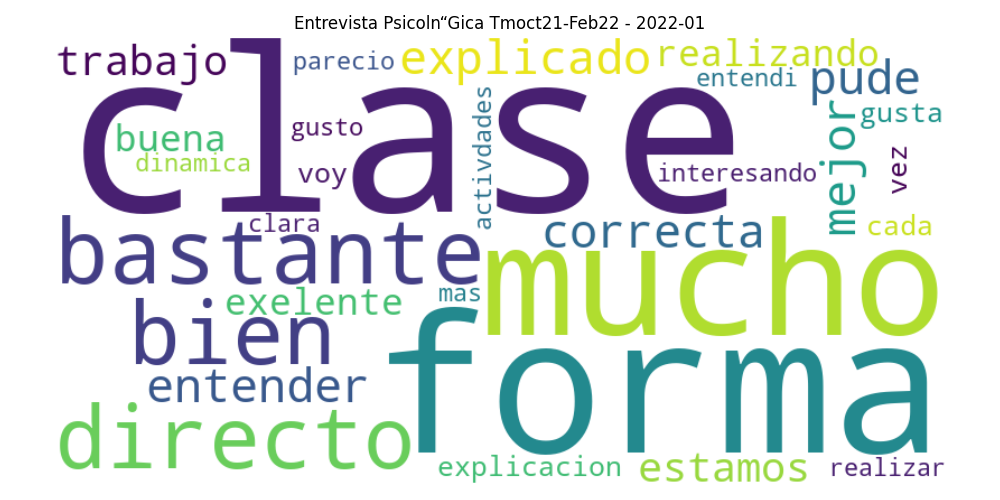 Entrevista Psicoln“Gica Tmoct21-Feb22 - 2022-01
trabajo
parecio
explicado
realizando
entendi
pude
clase
buena
dinamica
gusto
voy
activdades
interesando
mejor
gusta
vez
clara
bastante
correcta
cada
mucho
exelente
mas
bien
forma
entender
directo
explicacion
estamos
realizar